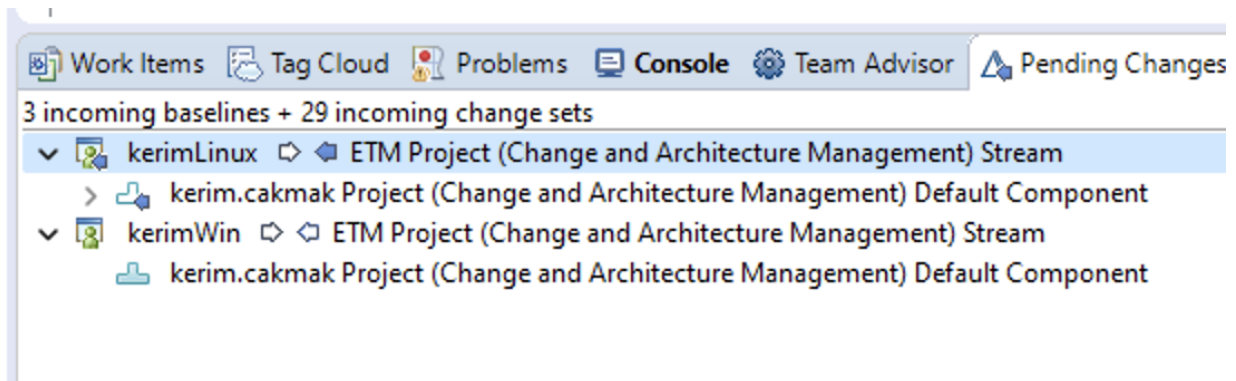 Work Items Tag Cloud Problems Console Team Advisor Pending Changes
3 incoming baselines + 29 incoming change sets
kerimLinux ETM Project (Change and Architecture Management) Stream
kerim.cakmak Project (Change and Architecture Management) Default Component
kerimWin ETM Project (Change and Architecture Management) Stream
kerim.cakmak Project (Change and Architecture Management) Default Component